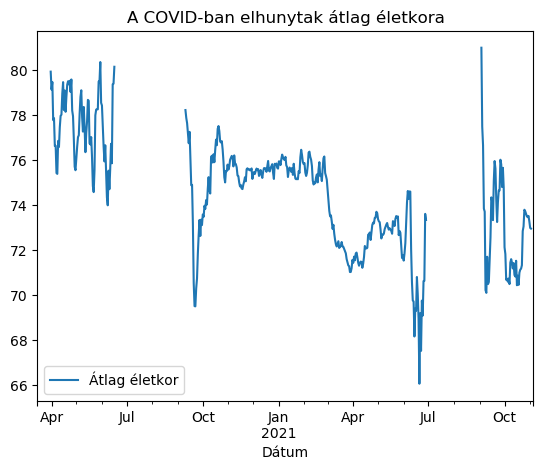 A COVID-ban elhunytak átlag életkora
80
78
76
74
72
70
68
66
Átlag életkor
Apr
Jul
Oct
Jan
2021
Apr
Jul
Oct
Dátum